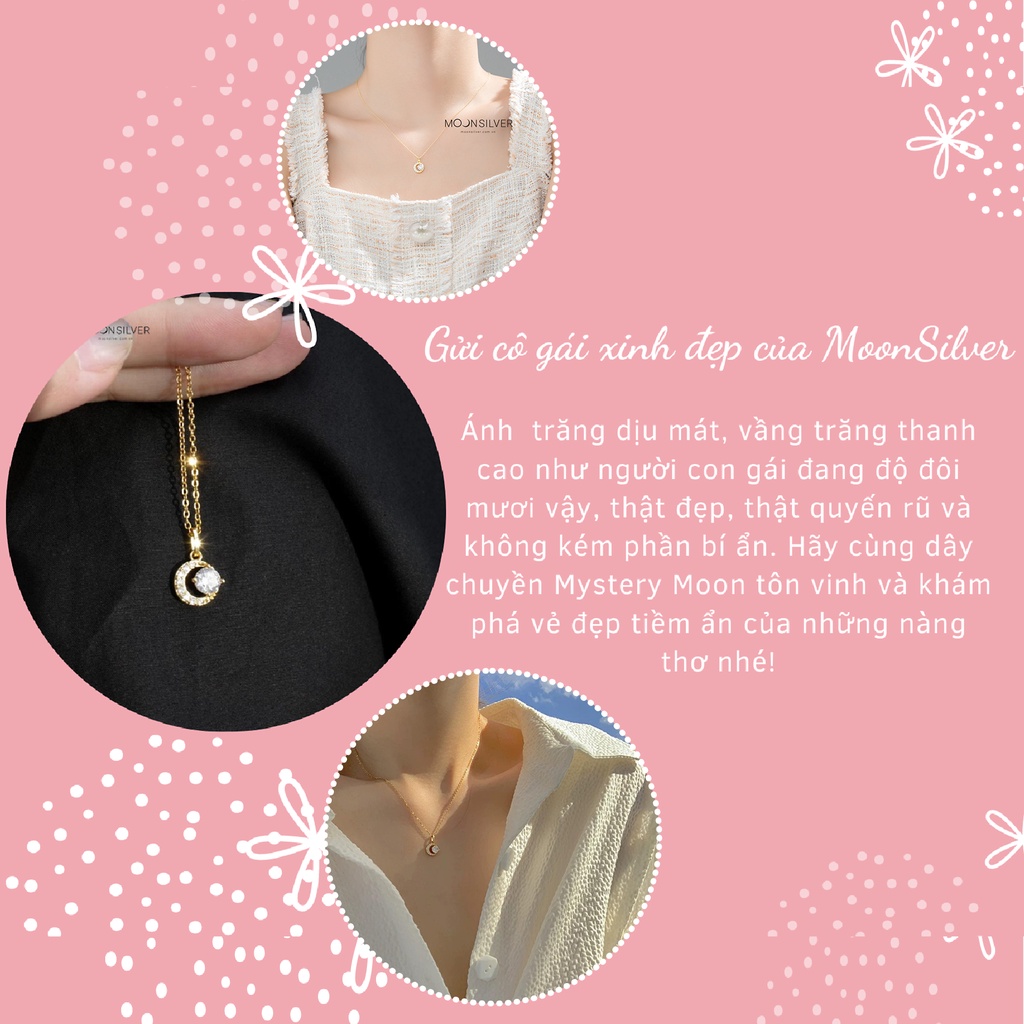 MOONSILVER
MOONSILVER
Gửi cô gái xinh đẹp của MoonSilver
Ánh trăng dịu mát, vầng trăng thanh
cao như người con gái đang độ đôi
mươi vậy, thật đẹp, thật quyến rũ và
không kém phần bí ẩn. Hãy cùng dây
chuyền Mystery Moon tôn vinh và khám
phá vẻ đẹp tiềm ẩn của những nàng
thơ nhé!